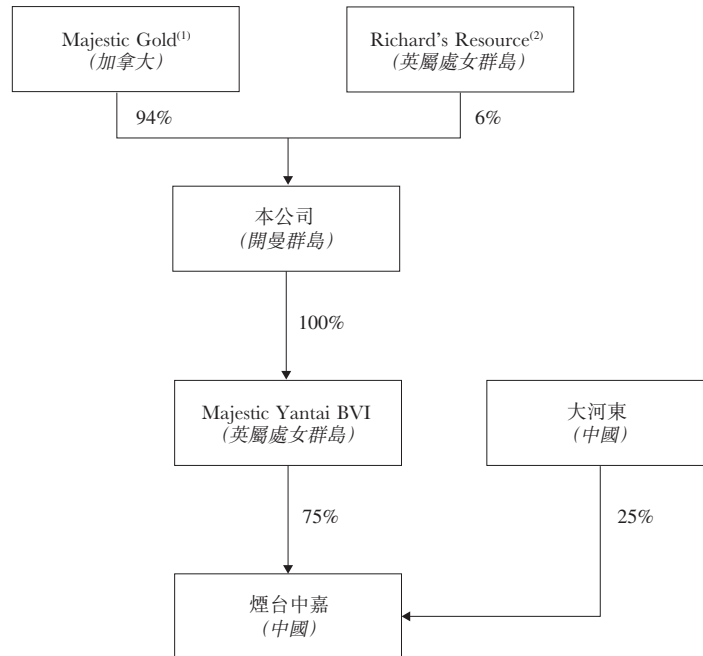 Majestic Gold(1)
(加拿大)
Richard's Resource(2)
(英屬處女群島)
94%
6%
本公司
(開曼群島)
100%
Majestic Yantai BVI
(英屬處女群島)
大河東
(中國)
75%
25%
煙台中嘉
(中國)